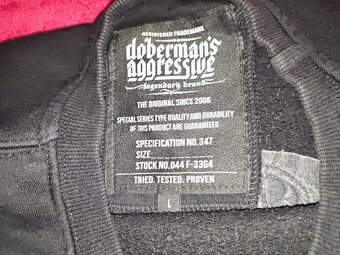 REGISTERED TRADEMARK
doberman's
aggressive
legendary brand
THE ORIGINAL SINCE 2006
SPECIAL SERIES TYPE QUALITY AND DURABILITY
OF THIS PRODUCT ARE GUARANTEED
SPECIFICATION NO.347
SIZE
STOCK NO.044 F-33G4
TRIED. TESTED. PROVEN
L